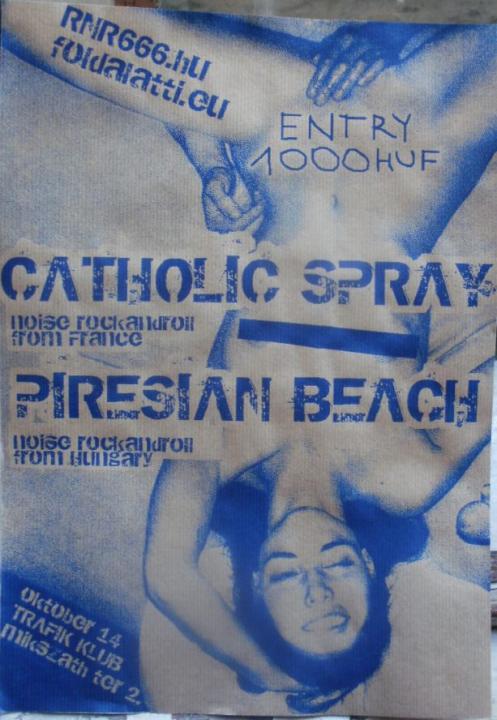 RNR666.hu
foldalatti.eu
ENTRY
1000HUF
CATHOLIC SPRAY
noise rockandroll
from France
PIRESIAN BEACH
noise rockandroll
from Hungary
Oktober 14
TRAFIK KLUB
mikszath ter 2.